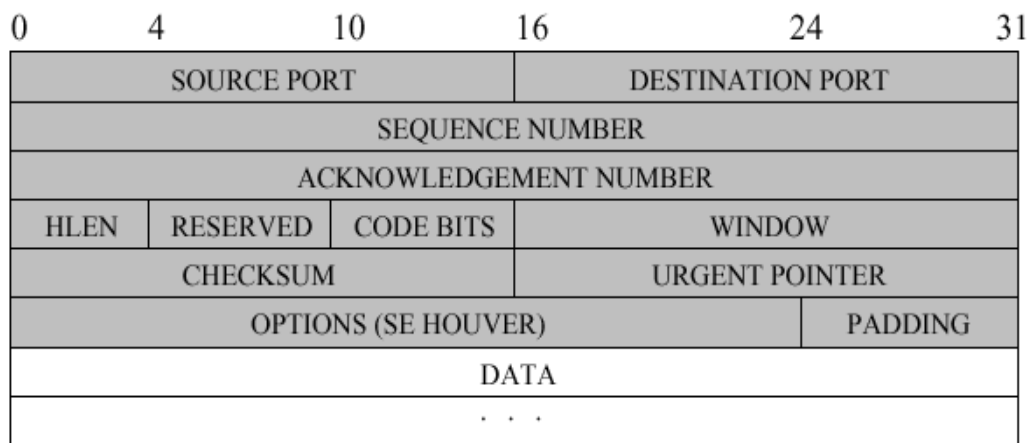 0 4 10 16 24 31
SOURCE PORT DESTINATION PORT
SEQUENCE NUMBER
ACKNOWLEDGEMENT NUMBER
HLEN RESERVED CODE BITS WINDOW
CHECKSUM URGENT POINTER
OPTIONS (SE HOUVER) PADDING
DATA
. . .